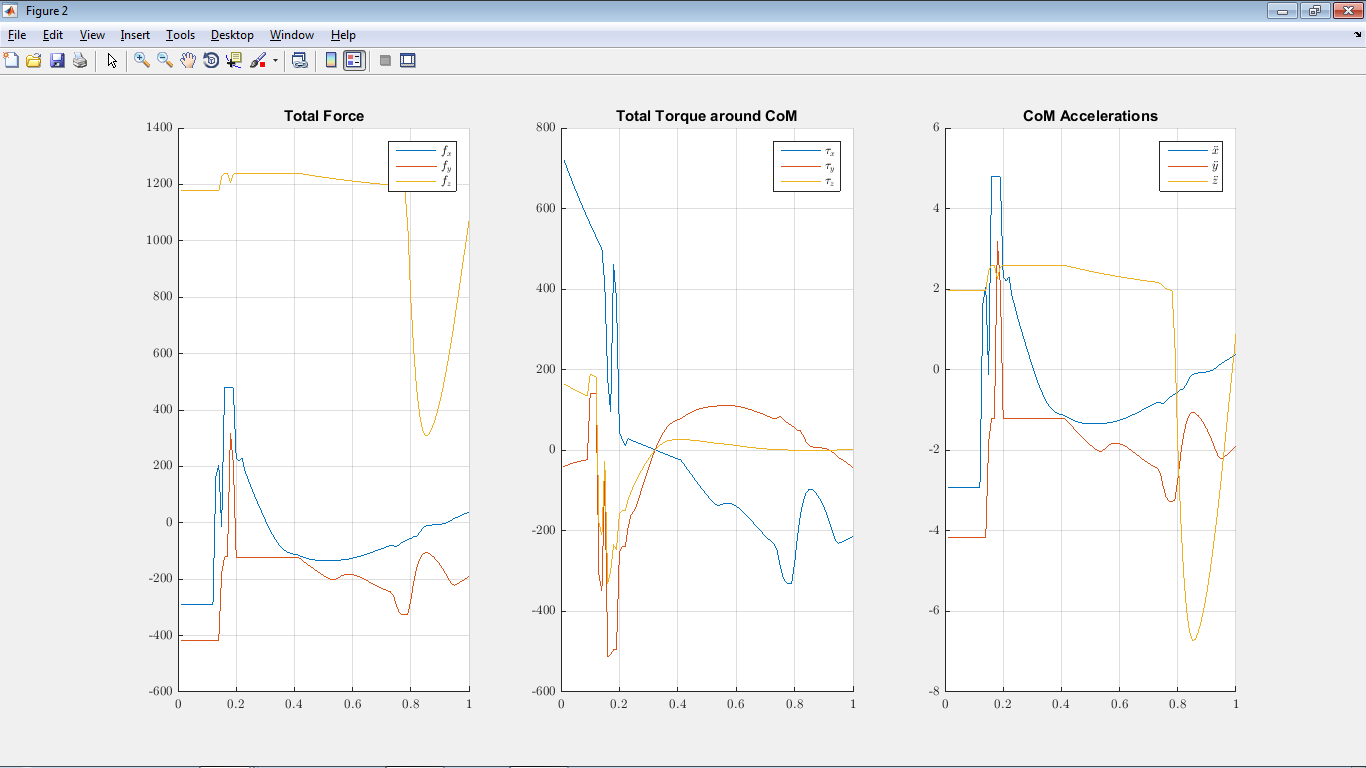 Figure 2
File Edit View Insert Tools Desktop Window Help
Total Force
1400
1200
1000
800
600
400
200
0
-200
-400
-600
0 0.2 0.4 0.6 0.8 1
f_x
f_y
f_z
Total Torque around CoM
800
600
400
200
0
-200
-400
-600
0 0.2 0.4 0.6 0.8 1
τ_x
τ_y
τ_z
CoM Accelerations
6
4
2
0
-2
-4
-6
-8
0 0.2 0.4 0.6 0.8 1
ẍ
ÿ
z̈